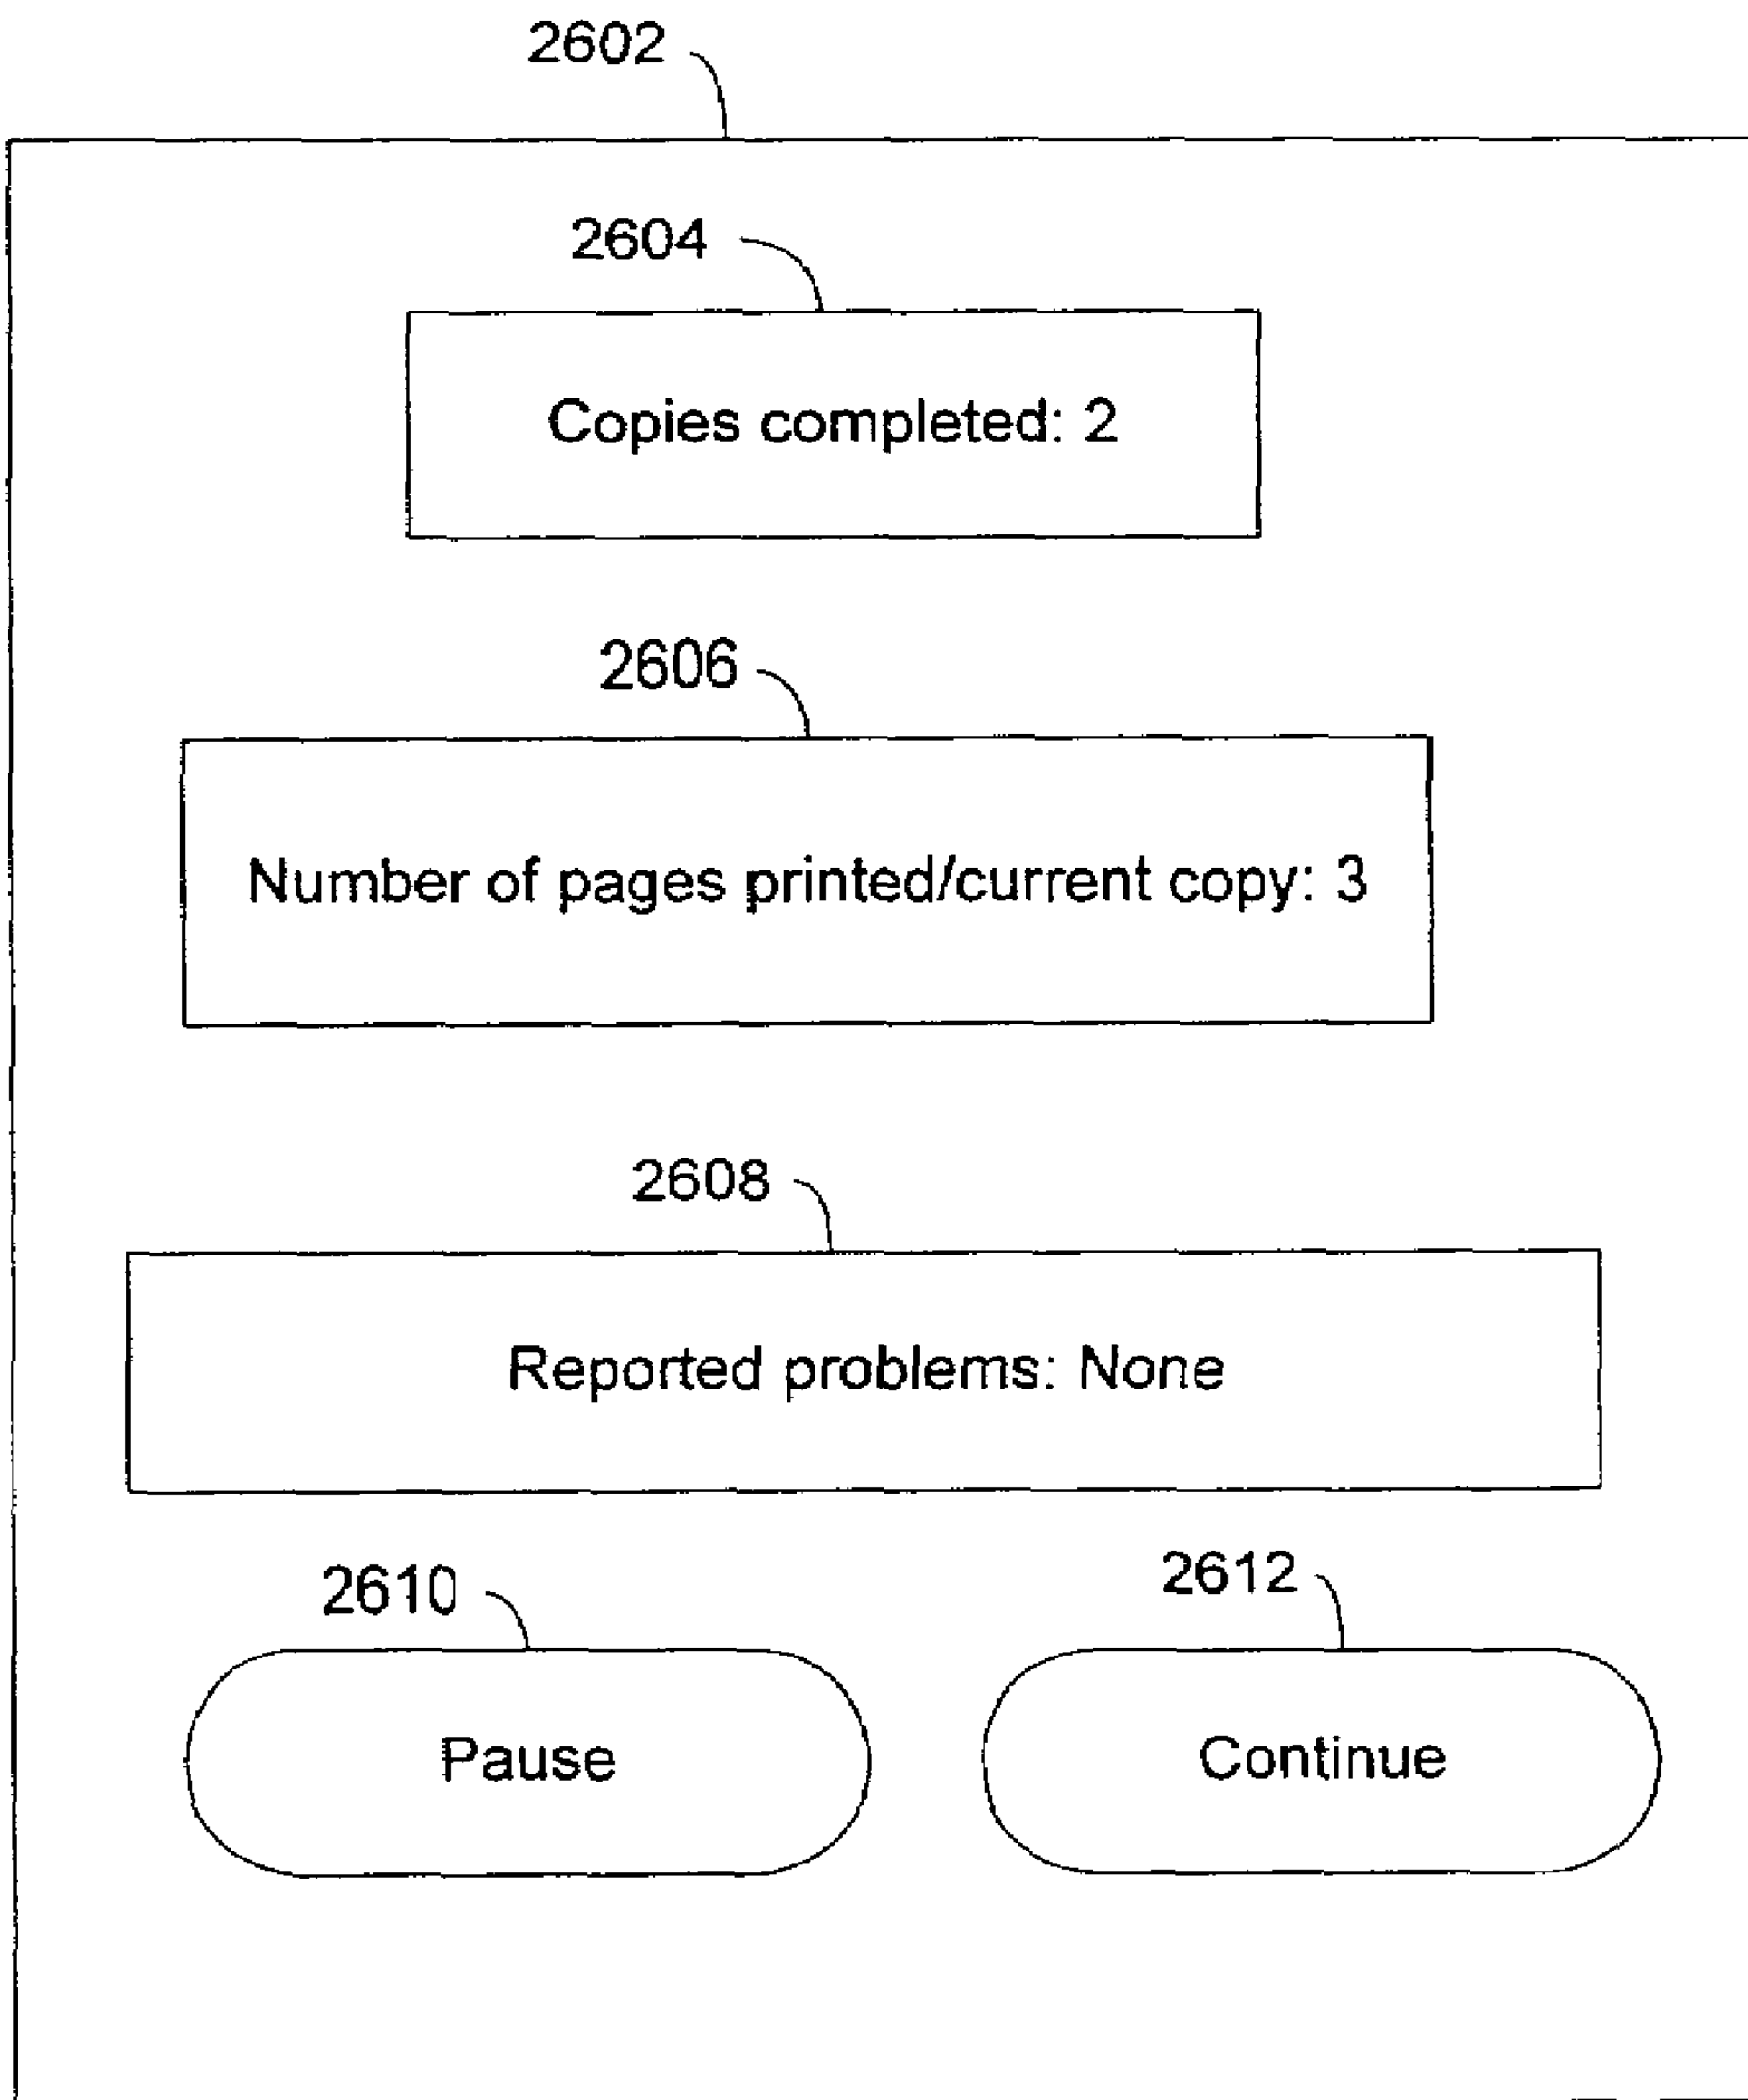 2602
2604
Copies completed: 2
2606
Number of pages printed/current copy: 3
2608
Reported problems: None
2610 2612
Pause Continue